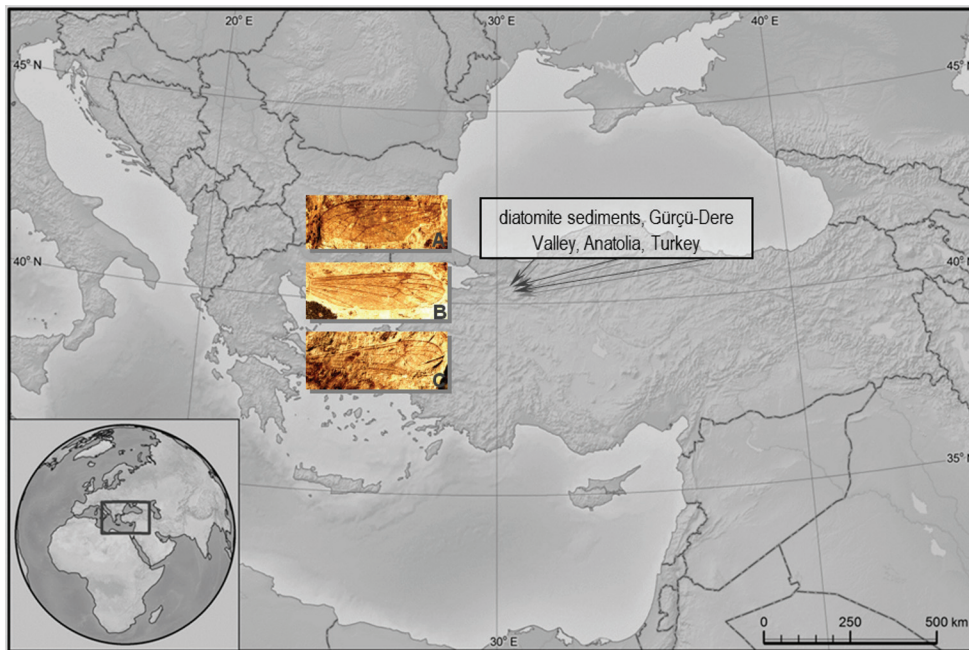 20° E
30° E
40° E
45° N
45° N
A
diatomite sediments, Gürçü-Dere
Valley, Anatolia, Turkey
40° N
40° N
B
C
35° N
30° E
0 250 500 km